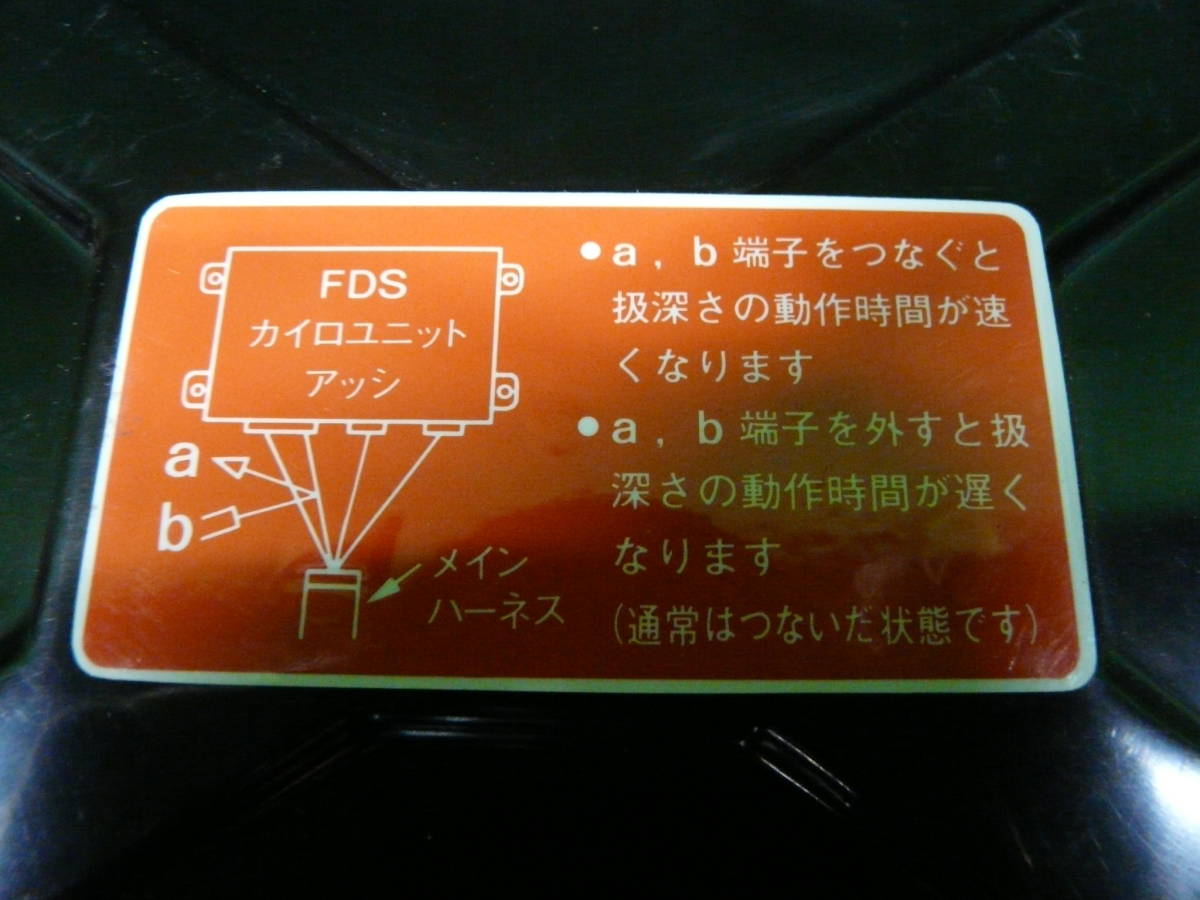 FDS
カイロユニット
アッシ
a
b
メイン
ハーネス
●a，b 端子をつなぐと
扱深さの動作時間が速
くなります
●a，b 端子を外すと扱
深さの動作時間が遅く
なります
(通常はつないだ状態です)